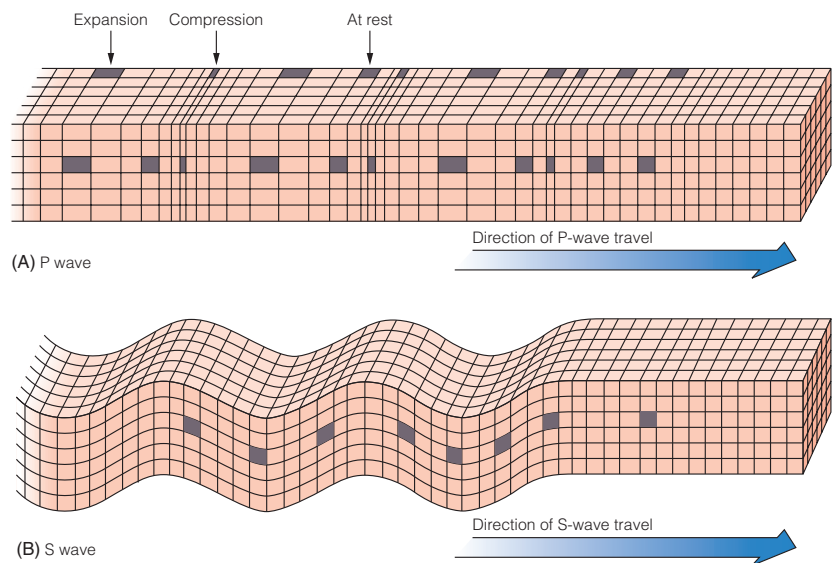 Expansion Compression At rest
Direction of P-wave travel
(A) P wave
Direction of S-wave travel
(B) S wave